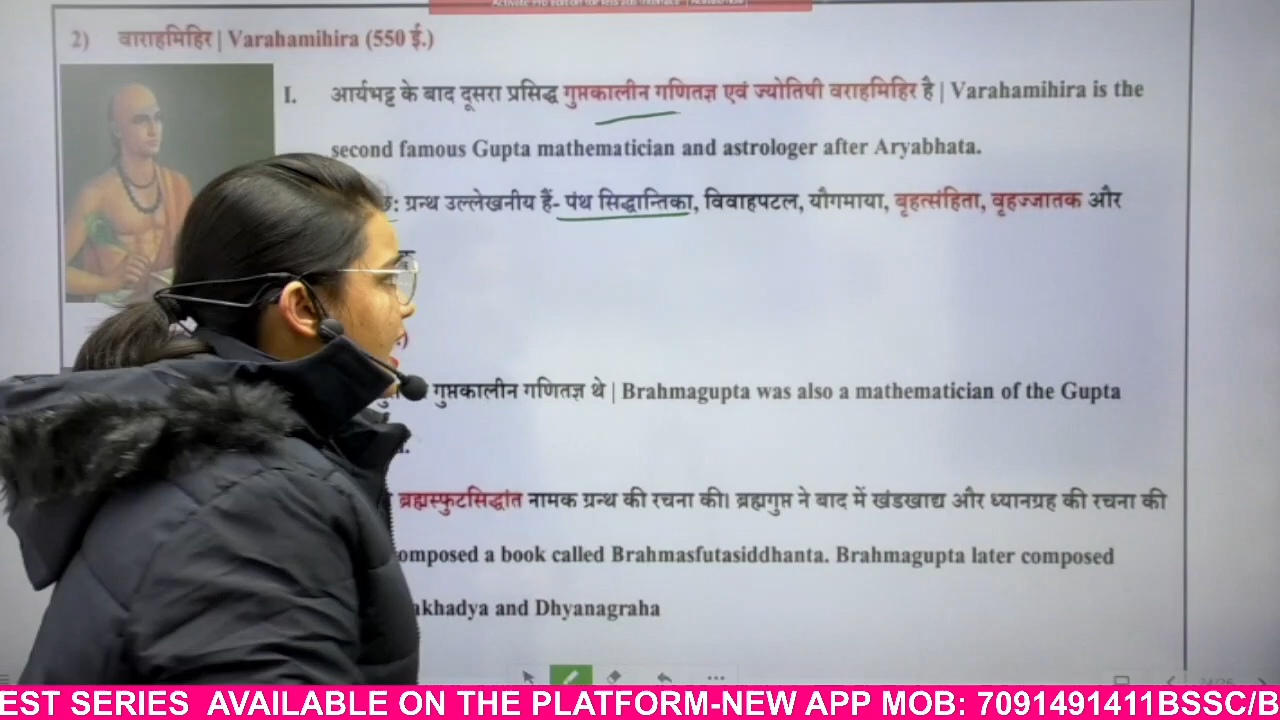 2) वाराहमिहिर | Varahamihira (550 ई.)
I. आर्यभट्ट के बाद दूसरा प्रसिद्ध गुप्तकालीन गणितज्ञ एवं ज्योतिषी वराहमिहिर है | Varahamihira is the
second famous Gupta mathematician and astrologer after Aryabhata.
ग्रन्थ उल्लेखनीय हैं- पंथ सिद्धान्तिका, विवाहपटल, यौगमाया, बृहत्संहिता, वृहज्जातक और
गुप्तकालीन गणितज्ञ थे | Brahmagupta was also a mathematician of the Gupta
ब्रह्मस्फुटसिद्धांत नामक ग्रन्थ की रचना की। ब्रह्मगुप्त ने बाद में खंडखाद्य और ध्यानग्रह की रचना की
omposed a book called Brahmasfutasiddhanta. Brahmagupta later composed
akhadya and Dhyanagraha
EST SERIES AVAILABLE ON THE PLATFORM-NEW APP MOB: 7091491411BSSC/B